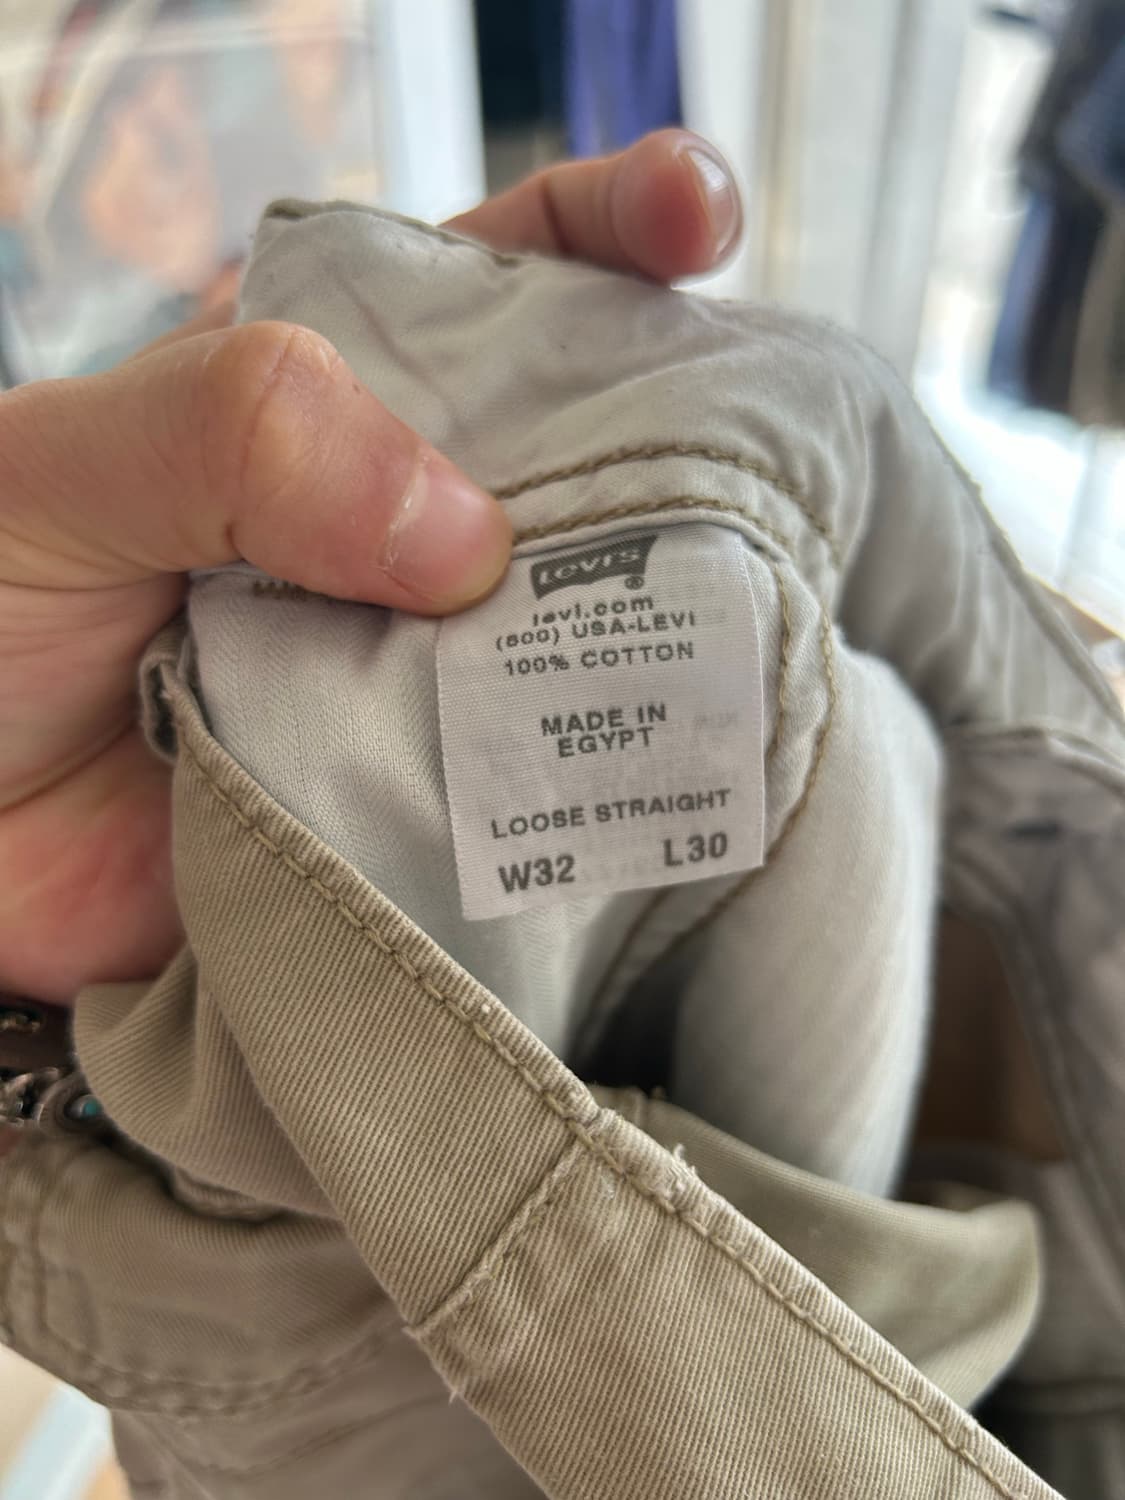 Levi's
®
levi.com
(800) USA-LEVI
100% COTTON
MADE IN
EGYPT
LOOSE STRAIGHT
W32 L30